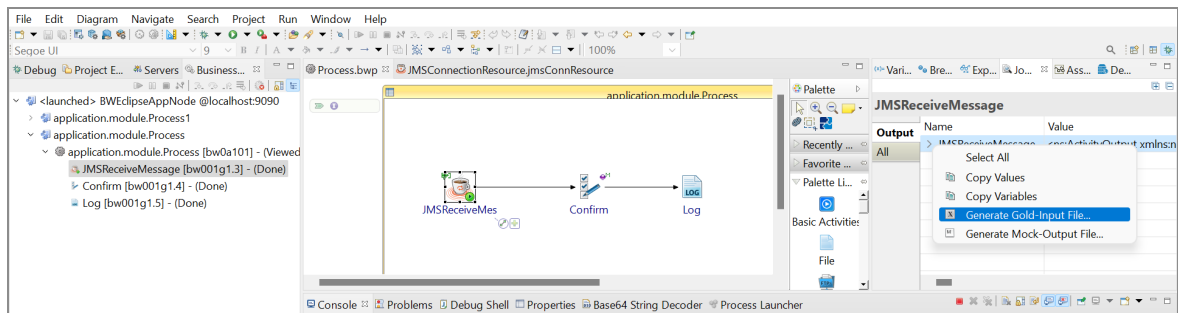 File Edit Diagram Navigate Search Project Run Window Help
Segoe UI 9 B I A 100%
Debug Project E... Servers Business...
<launched> BWEclipseAppNode @localhost:9090
application.module.Process1
application.module.Process
application.module.Process [bw0a101] - (Viewed
JMSReceiveMessage [bw001g1.3] - (Done)
Confirm [bw001g1.4] - (Done)
Log [bw001g1.5] - (Done)
Process.bwp JMSConnectionResource.jmsConnResource
application.module.Process
LOG
JMSReceiveMes Confirm Log
Palette
Recently ...
Favorite ...
Palette Li...
Basic Activities
File
Vari... Bre... Exp... Jo... Ass... De...
JMSReceiveMessage
Output
All
Name Value
JMSReceiveMessage <ns:ActivityOutput xmlns:n
Select All
Copy Values
Copy Variables
Generate Gold-Input File...
Generate Mock-Output File...
Console Problems Debug Shell Properties Base64 String Decoder Process Launcher